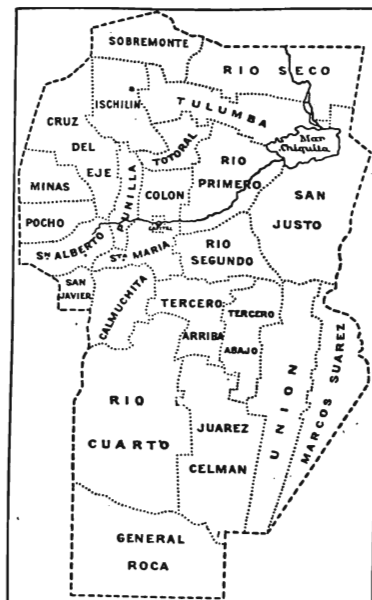 SOBREMONTE
RIO SECO
ISCHILIN
TULUMBA
CRUZ
DEL
EJE
TOTORAL
Mar
Chiquita
RIO
PRIMERO
MINAS
PUNILLA
COLON
SAN
JUSTO
POCHO
CAPITAL
Sn ALBERTO
Sta MARIA
RIO
SEGUNDO
SAN
JAVIER
CALMUCHITA
TERCERO
ARRIBA
TERCERO
ABAJO
UNION
MARCOS SUAREZ
RIO
CUARTO
JUAREZ
CELMAN
GENERAL
ROCA